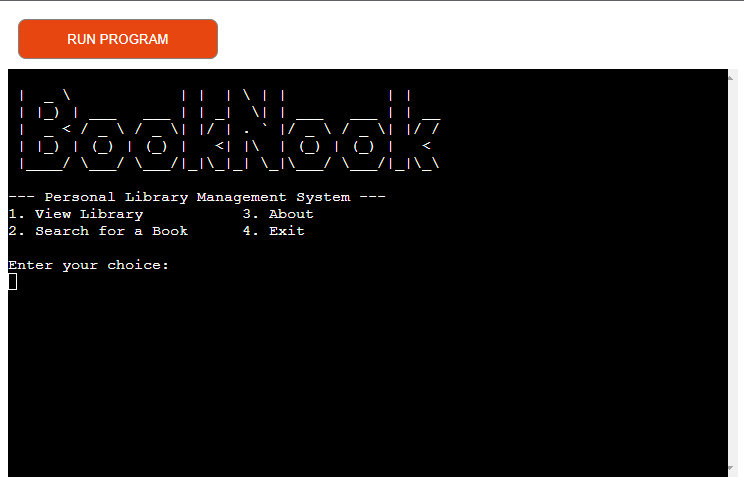 RUN PROGRAM
BookNook
--- Personal Library Management System ---
1. View Library 3. About
2. Search for a Book 4. Exit
Enter your choice: